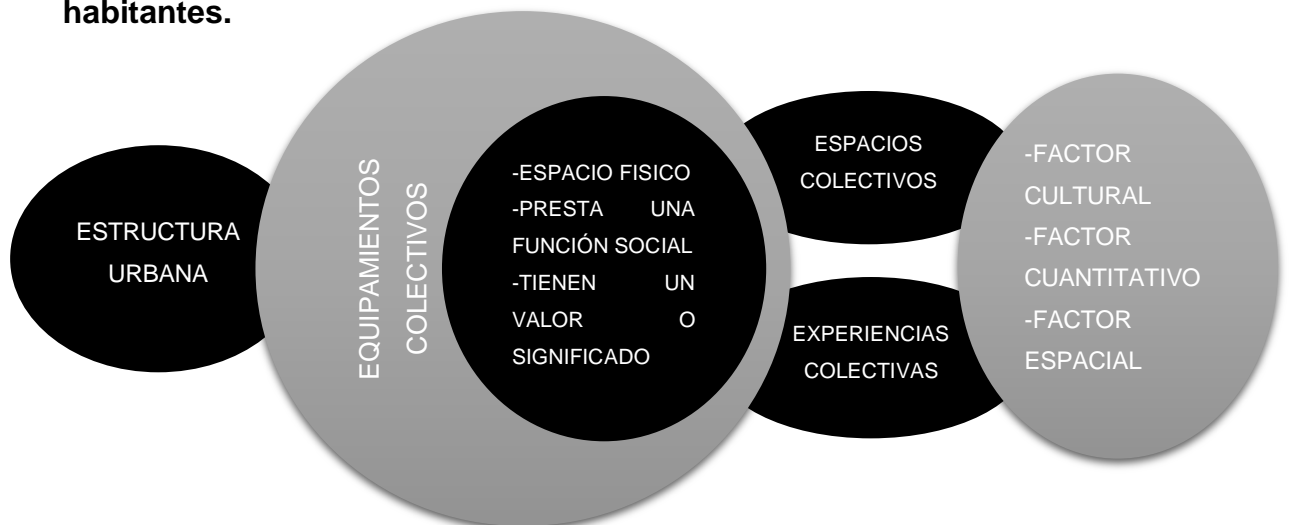 habitantes.
ESTRUCTURA
URBANA
EQUIPAMIENTOS
COLECTIVOS
-ESPACIO FISICO
-PRESTA UNA
FUNCIÓN SOCIAL
-TIENEN UN
VALOR O
SIGNIFICADO
ESPACIOS
COLECTIVOS
EXPERIENCIAS
COLECTIVAS
-FACTOR
CULTURAL
-FACTOR
CUANTITATIVO
-FACTOR
ESPACIAL